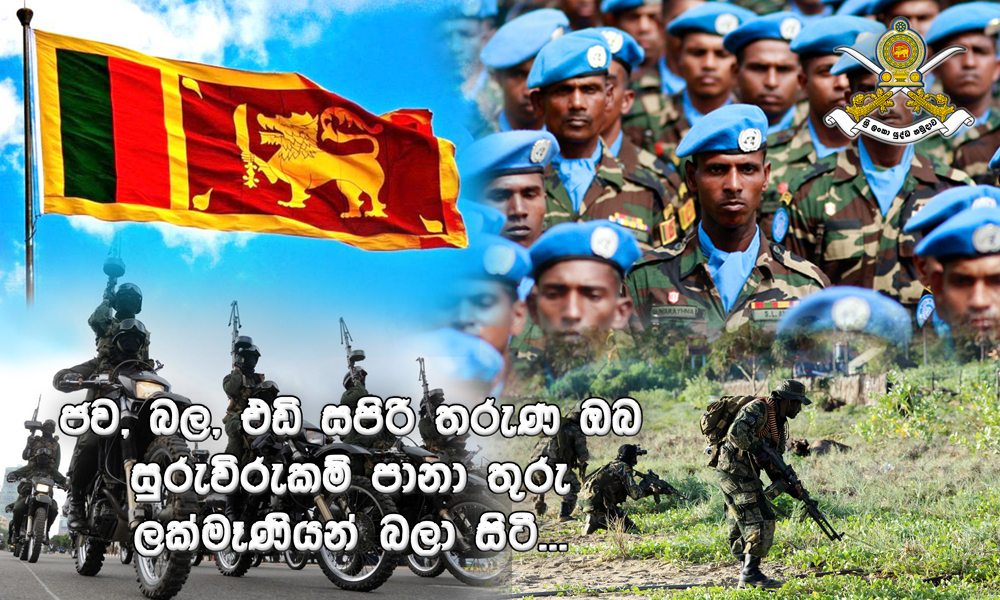 ශ්‍රී ලංකා යුද්ධ හමුදාව
ජව, බල, එඩි සපිරි තරුණ ඔබ
සුරුවිරුකම් පානා තුරු
ලක්මෑණියන් බලා සිටී...